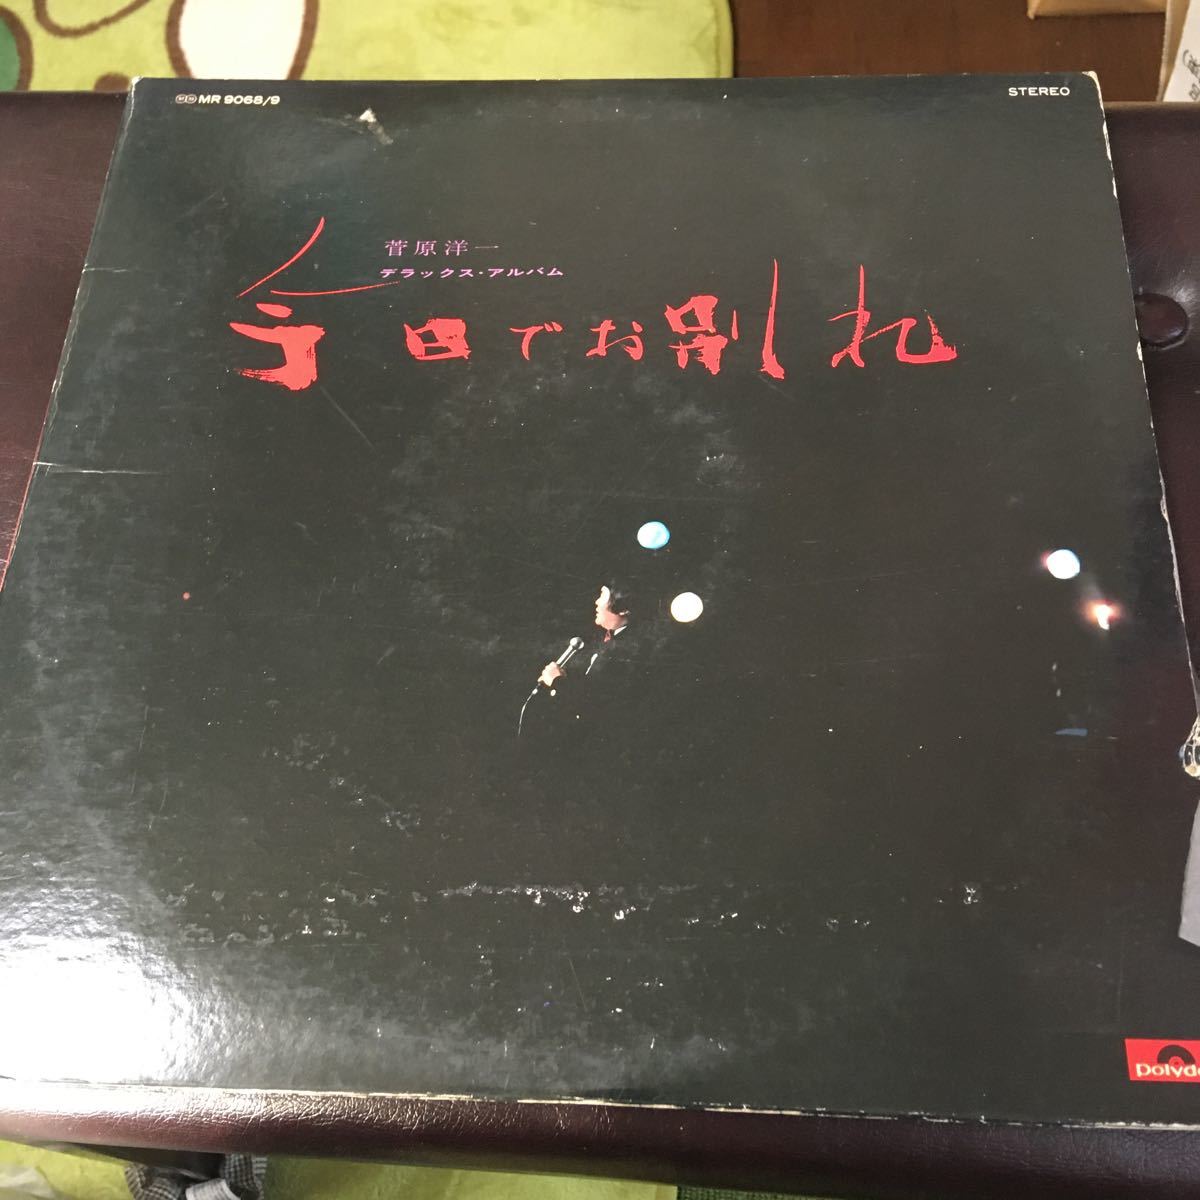 MR 9068/9
STEREO
菅原洋一
デラックス・アルバム
今日でお別れ
Polydo